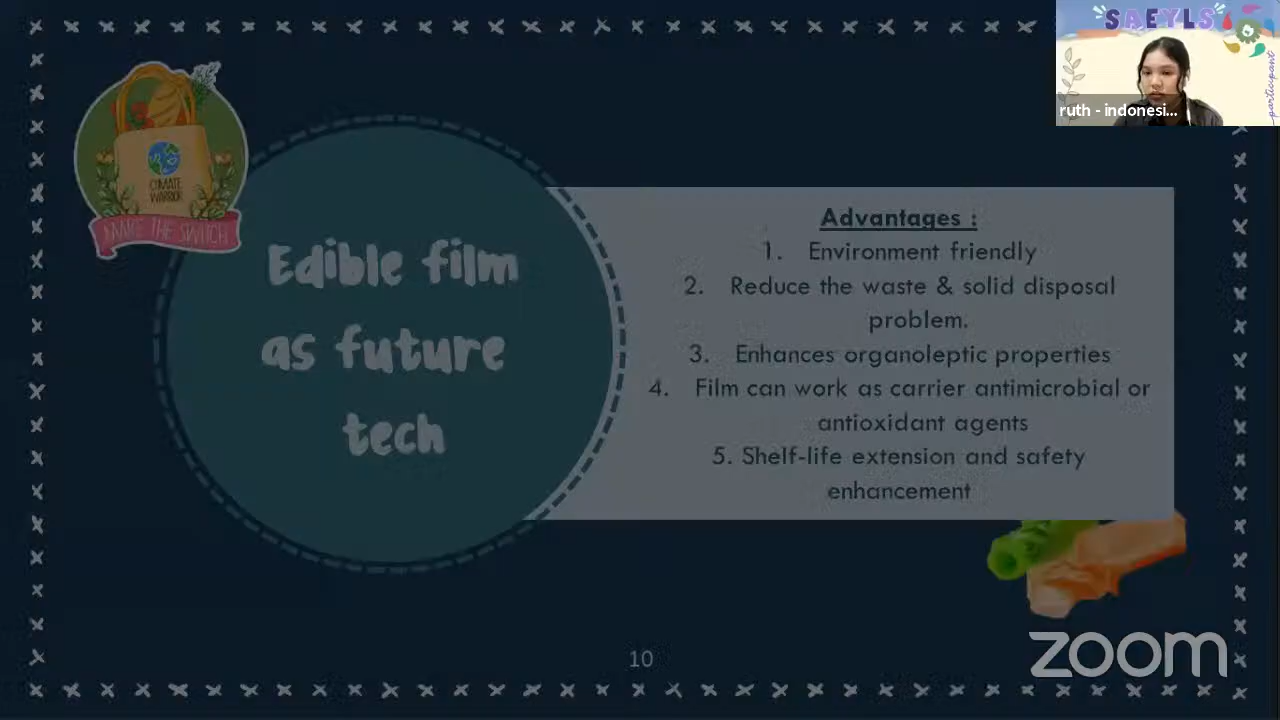 SAEYLS
participant
ruth - indonesi...
CLIMATE
WARRIOR
MAKE THE SWITCH
Edible film
as future
tech
Advantages :
1. Environment friendly
2. Reduce the waste & solid disposal
problem.
3. Enhances organoleptic properties
4. Film can work as carrier antimicrobial or
antioxidant agents
5. Shelf-life extension and safety
enhancement
10
zoom